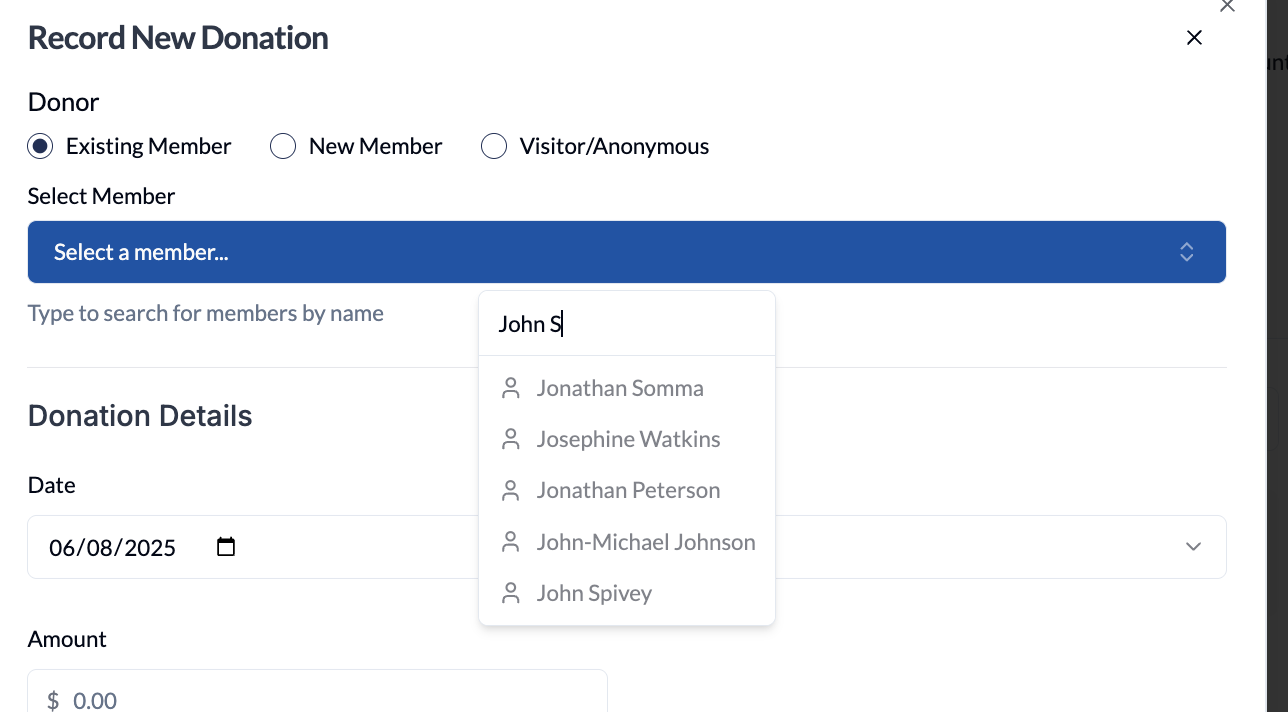 Record New Donation
Donor
Existing Member New Member Visitor/Anonymous
Select Member
Select a member...
Type to search for members by name
John S
Jonathan Somma
Josephine Watkins
Jonathan Peterson
John-Michael Johnson
John Spivey
Donation Details
Date
06/08/2025
Amount
$ 0.00